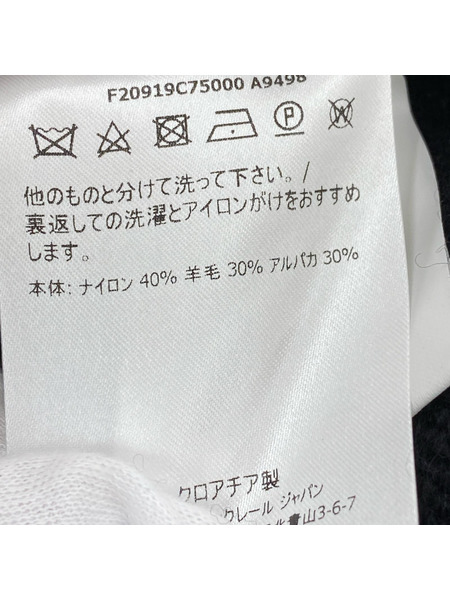 F20919C75000 A9498
P
W
他のものと分けて洗って下さい。/
裏返しての洗濯とアイロンがけをおすすめ
します。
本体: ナイロン 40% 羊毛 30% アルパカ 30%
クロアチア製
クレール ジャパン
青山3-6-7